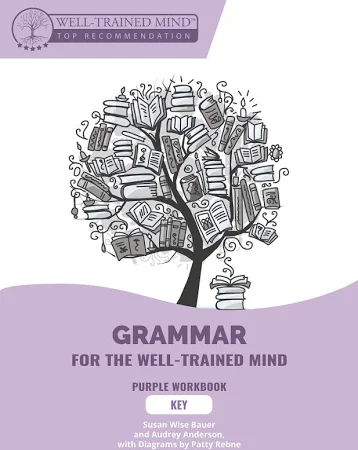 WELL-TRAINED MIND™
TOP RECOMMENDATION
GRAMMAR
FOR THE WELL-TRAINED MIND
PURPLE WORKBOOK
KEY
Susan Wise Bauer
and Audrey Anderson,
with Diagrams by Patty Rebne